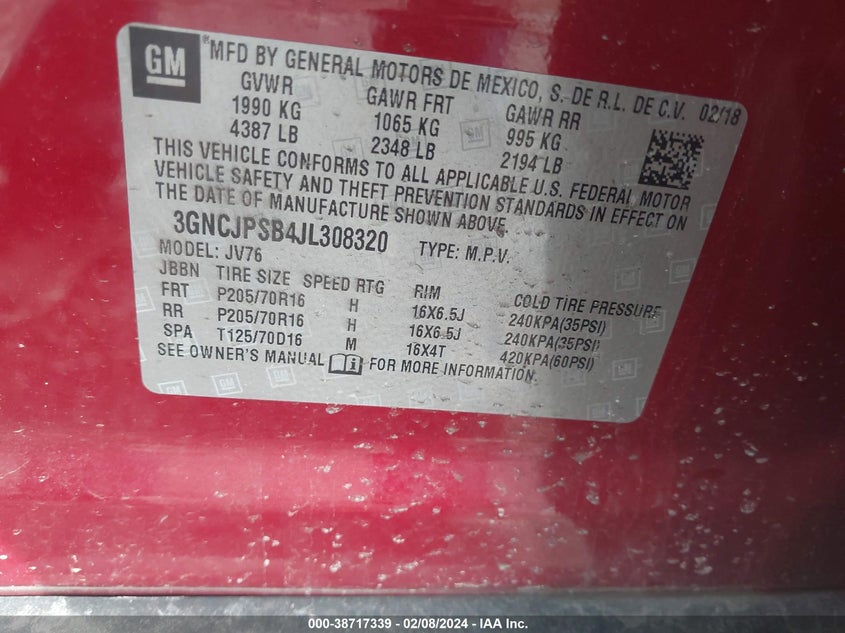 GM
® MFD BY GENERAL MOTORS DE MEXICO, S. DE R.L. DE C.V. 02/18
GVWR GAWR FRT GAWR RR
1990 KG 1065 KG 995 KG
4387 LB 2348 LB 2194 LB
THIS VEHICLE CONFORMS TO ALL APPLICABLE U.S. FEDERAL MOTOR
VEHICLE SAFETY AND THEFT PREVENTION STANDARDS IN EFFECT ON
THE DATE OF MANUFACTURE SHOWN ABOVE.
3GNCJPSB4JL308320 TYPE: M.P.V.
MODEL: JV76
JBBN TIRE SIZE SPEED RTG RIM COLD TIRE PRESSURE
FRT P205/70R16 H 16X6.5J 240KPA(35PSI)
RR P205/70R16 H 16X6.5J 240KPA(35PSI)
SPA T125/70D16 M 16X4T 420KPA(60PSI)
SEE OWNER'S MANUAL FOR MORE INFORMATION
000-38717339 - 02/08/2024 - IAA Inc.